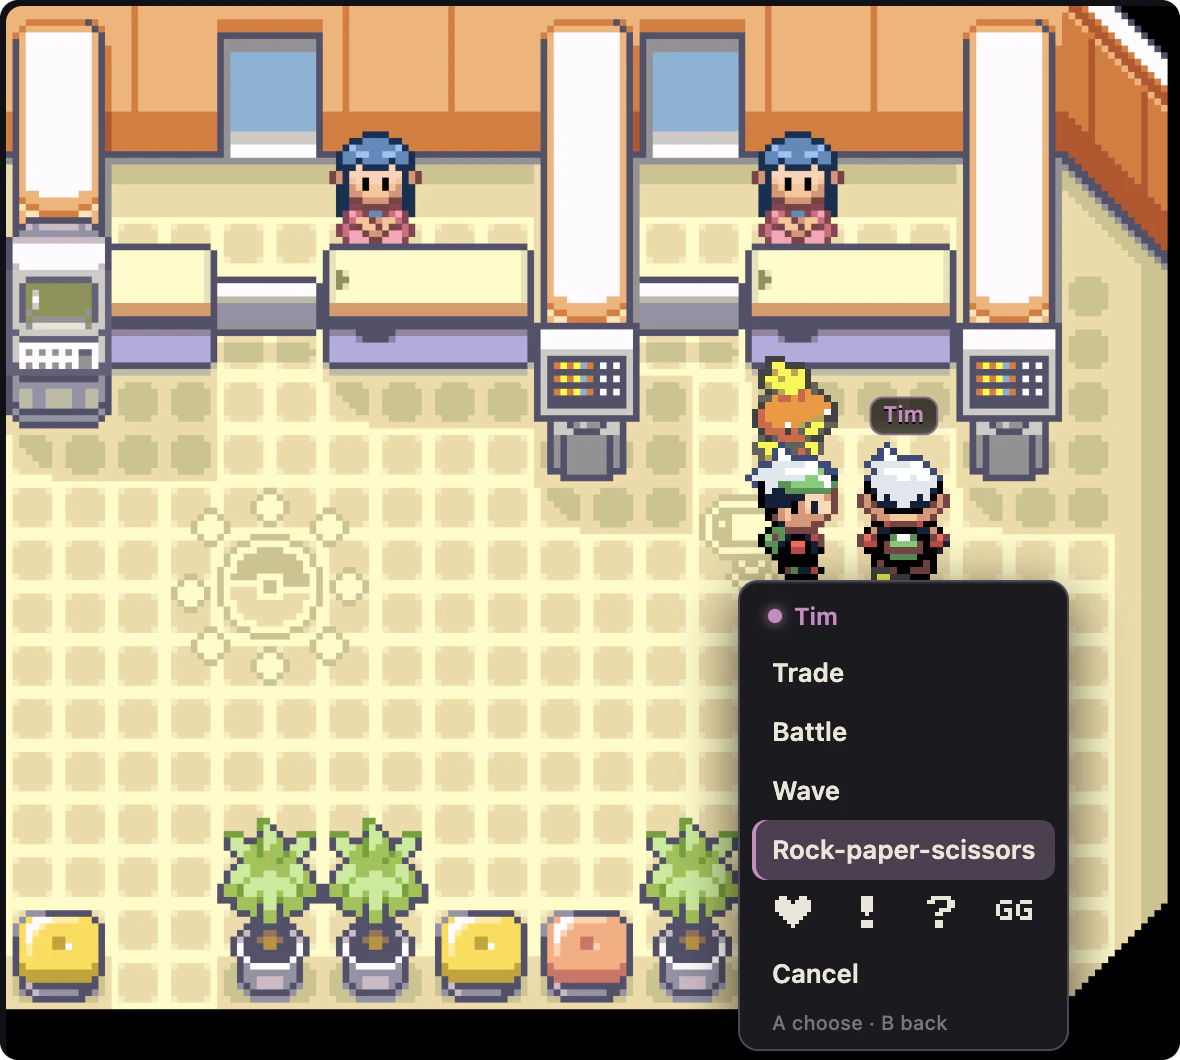 Tim
Tim
Trade
Battle
Wave
Rock-paper-scissors
! ? GG
Cancel
A choose · B back